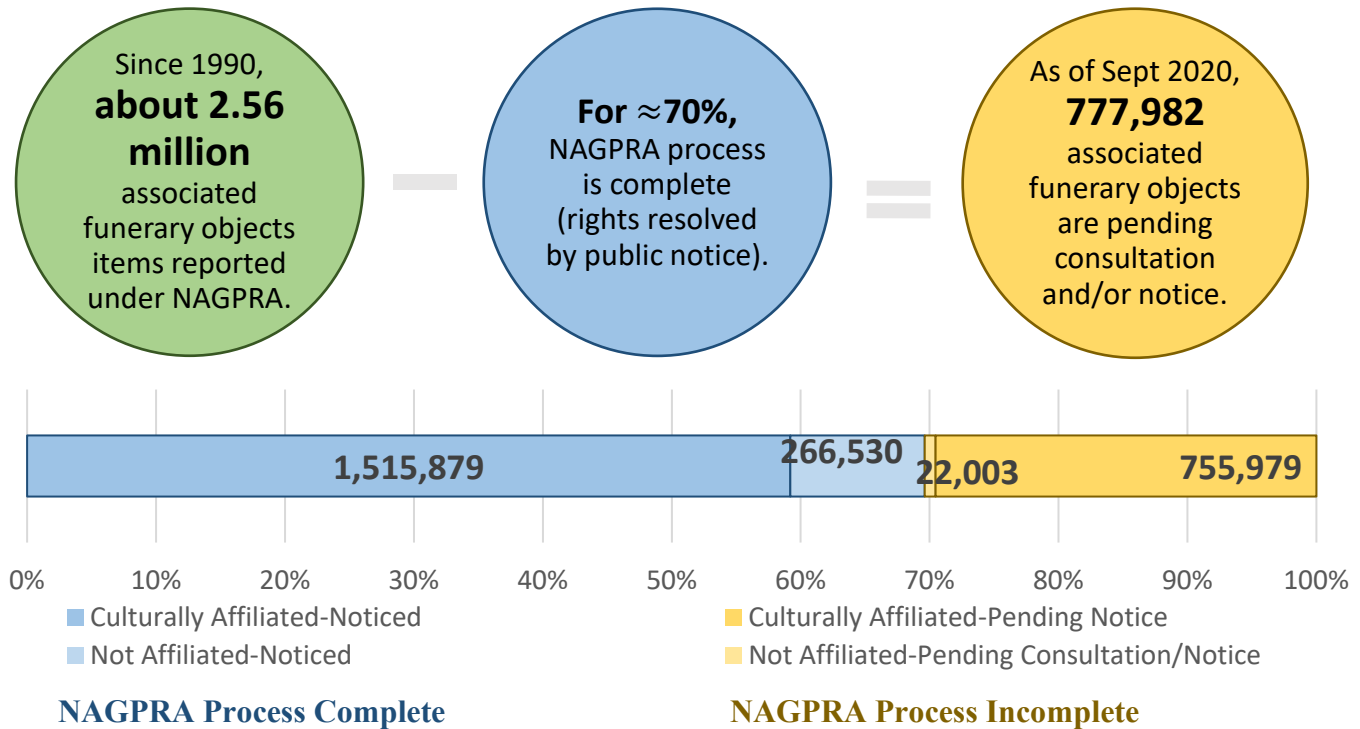 Since 1990,
about 2.56
million
associated
funerary objects
items reported
under NAGPRA.
For ≈70%,
NAGPRA process
is complete
(rights resolved
by public notice).
As of Sept 2020,
777,982
associated
funerary objects
are pending
consultation
and/or notice.
1,515,879
266,530
22,003
755,979
0% 10% 20% 30% 40% 50% 60% 70% 80% 90% 100%
Culturally Affiliated-Noticed
Not Affiliated-Noticed
Culturally Affiliated-Pending Notice
Not Affiliated-Pending Consultation/Notice
NAGPRA Process Complete
NAGPRA Process Incomplete